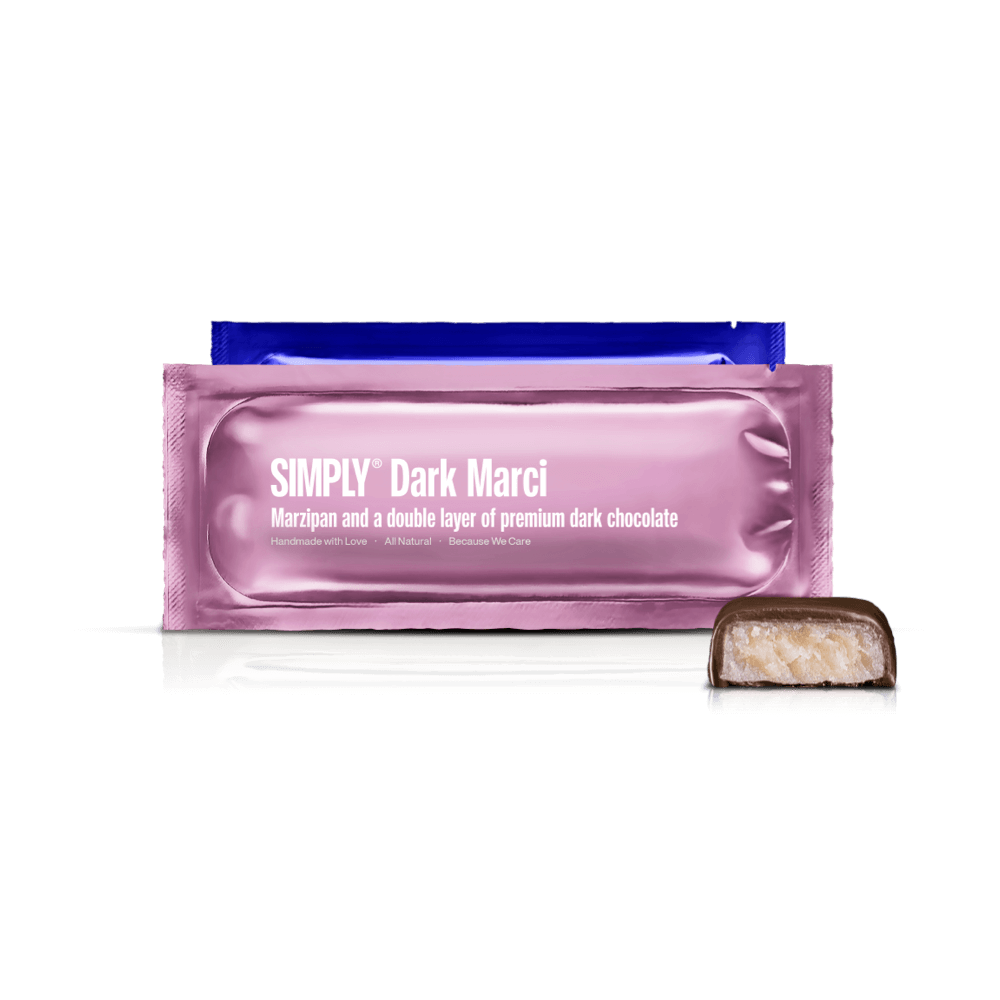 SIMPLY® Dark Marci
Marzipan and a double layer of premium dark chocolate
Handmade with Love · All Natural · Because We Care